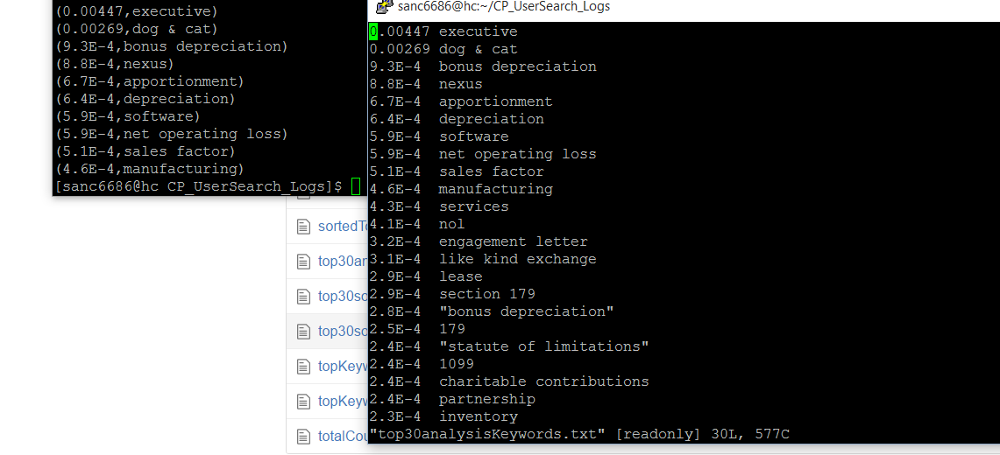 (0.00447,executive)
(0.00269,dog & cat)
(9.3E-4,bonus depreciation)
(8.8E-4,nexus)
(6.7E-4,apportionment)
(6.4E-4,depreciation)
(5.9E-4,software)
(5.9E-4,net operating loss)
(5.1E-4,sales factor)
(4.6E-4,manufacturing)
[sanc6686@hc CP_UserSearch_Logs]$
sortedTo
top30an
top30so
top30so
topKeyw
topKeyw
totalCou
sanc6686@hc:~/CP_UserSearch_Logs
0.00447 executive
0.00269 dog & cat
9.3E-4 bonus depreciation
8.8E-4 nexus
6.7E-4 apportionment
6.4E-4 depreciation
5.9E-4 software
5.9E-4 net operating loss
5.1E-4 sales factor
4.6E-4 manufacturing
4.3E-4 services
4.1E-4 nol
3.2E-4 engagement letter
3.1E-4 like kind exchange
2.9E-4 lease
2.9E-4 section 179
2.8E-4 "bonus depreciation"
2.5E-4 179
2.4E-4 "statute of limitations"
2.4E-4 1099
2.4E-4 charitable contributions
2.4E-4 partnership
2.3E-4 inventory
"top30analysisKeywords.txt" [readonly] 30L, 577C